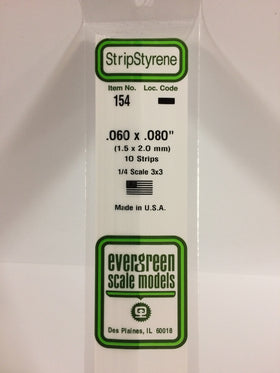 StripStyrene
Item No. Loc. Code
154
.060 x .080"
(1.5 x 2.0 mm)
10 Strips
1/4 Scale 3x3
Made in U.S.A.
evergreen
scale models
Des Plaines, IL 60018